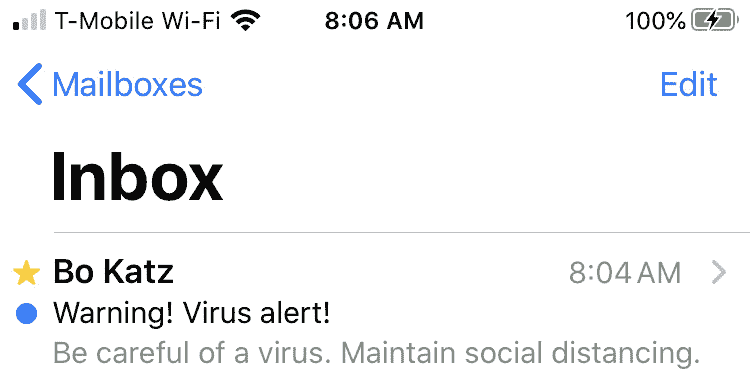 T-Mobile Wi-Fi 8:06 AM 100%
Mailboxes Edit
Inbox
Bo Katz 8:04 AM
Warning! Virus alert!
Be careful of a virus. Maintain social distancing.